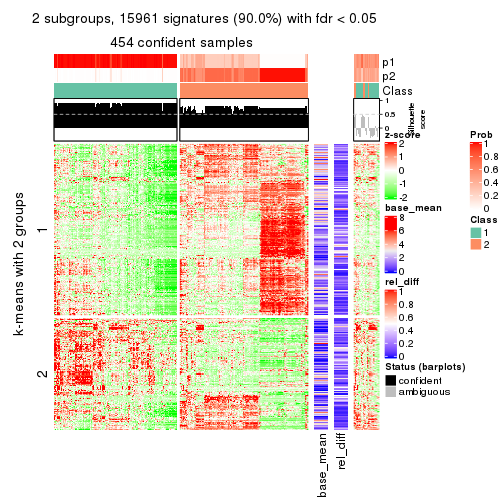 2 subgroups, 15961 signatures (90.0%) with fdr < 0.05
454 confident samples
p1
p2
Class
1
0.5
0
Silhouette
score
k-means with 2 groups
1
2
base_mean
rel_diff
z-score
2
1
0
-1
-2
base_mean
8
6
4
2
0
rel_diff
1
0.8
0.6
0.4
0.2
0
Status (barplots)
confident
ambiguous
Prob
1
0.8
0.6
0.4
0.2
0
Class
1
2